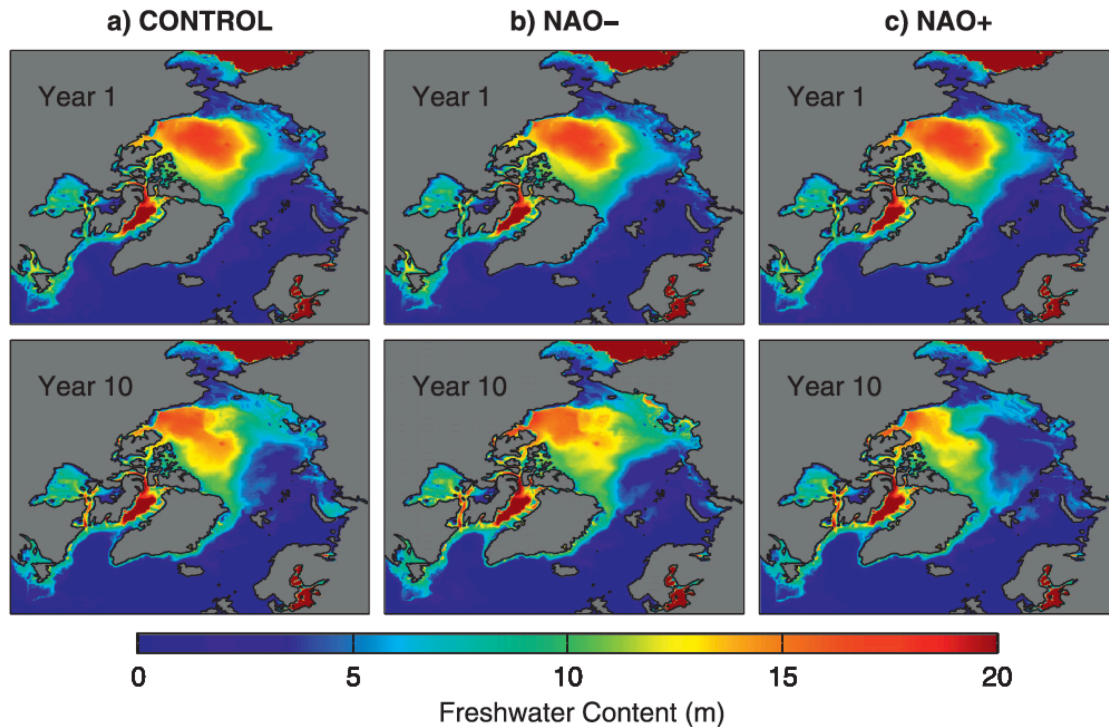 a) CONTROL
b) NAO−
c) NAO+
Year 1
Year 1
Year 1
Year 10
Year 10
Year 10
0
5
10
15
20
Freshwater Content (m)